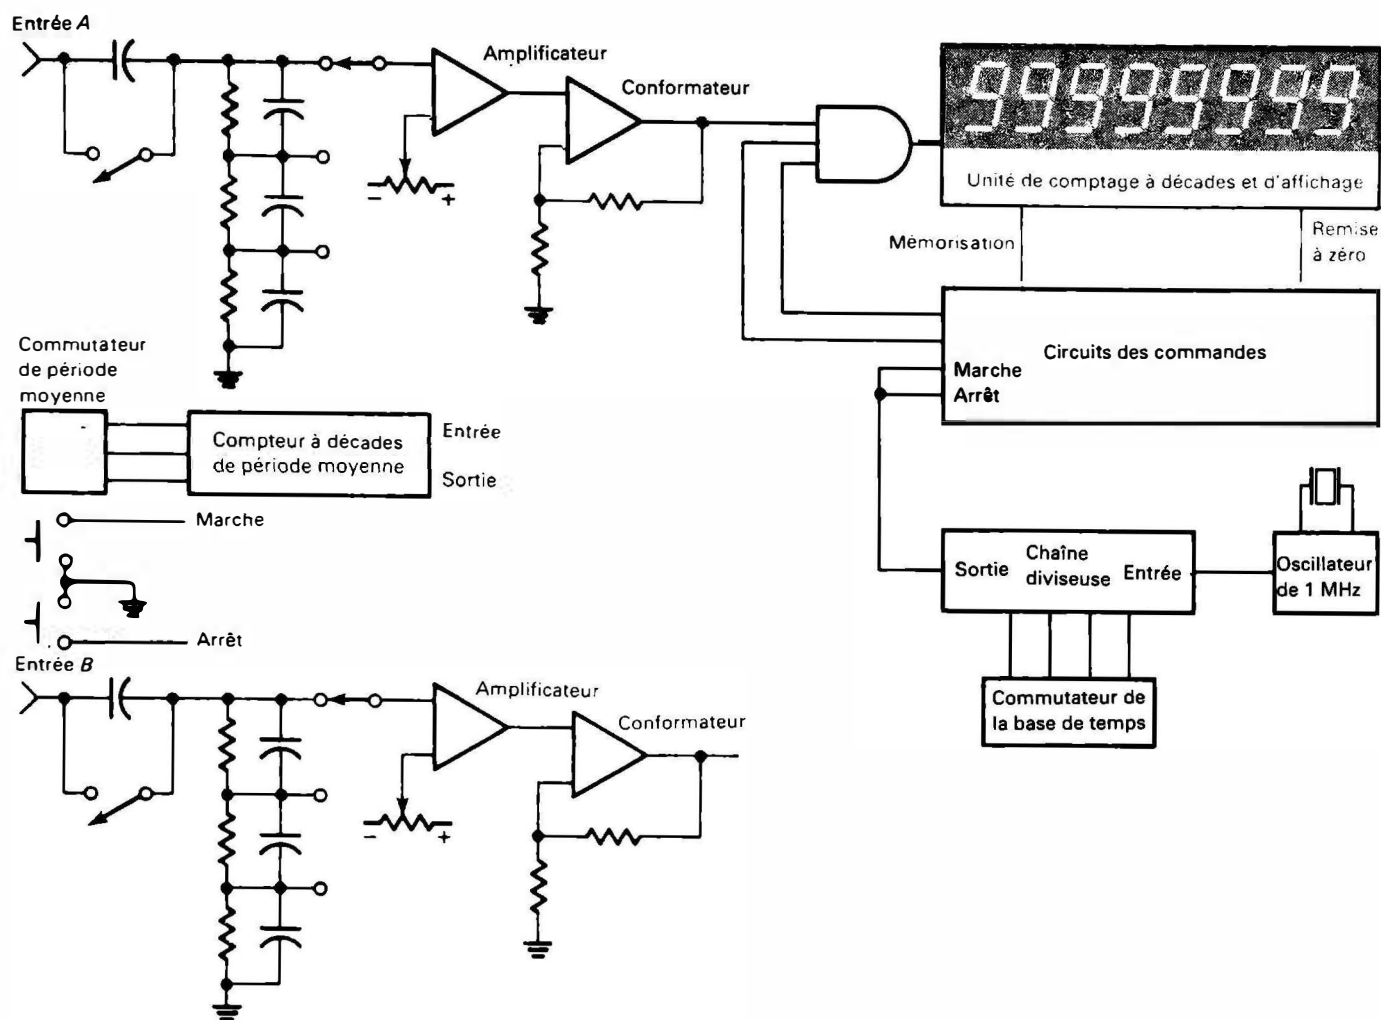 Entrée A
Amplificateur
Conformateur
99999999
Unité de comptage à décades et d'affichage
Mémorisation
Remise
à zéro
- +
Circuits des commandes
Marche
Arrêt
Commutateur
de période
moyenne
Compteur à décades
de période moyenne
Entrée
Sortie
Marche
Arrêt
Sortie
Chaîne
diviseuse
Entrée
Oscillateur
de 1 MHz
Commutateur de
la base de temps
Entrée B
Amplificateur
Conformateur
- +